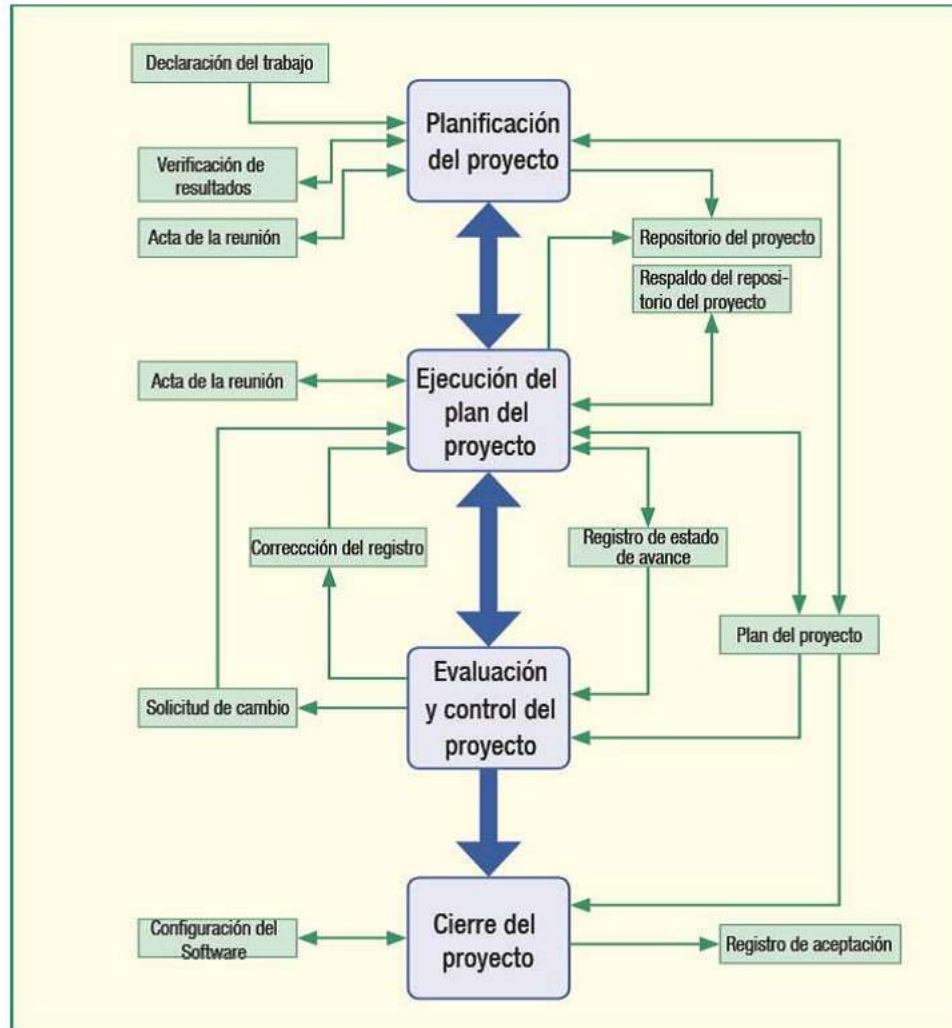 Declaración del trabajo
Planificación
del proyecto
Verificación de
resultados
Acta de la reunión
Repositorio del proyecto
Respaldo del reposi-
torio del proyecto
Acta de la reunión
Ejecución del
plan del
proyecto
Correccción del registro
Registro de estado
de avance
Plan del proyecto
Solicitud de cambio
Evaluación
y control del
proyecto
Configuración del
Software
Cierre del
proyecto
Registro de aceptación